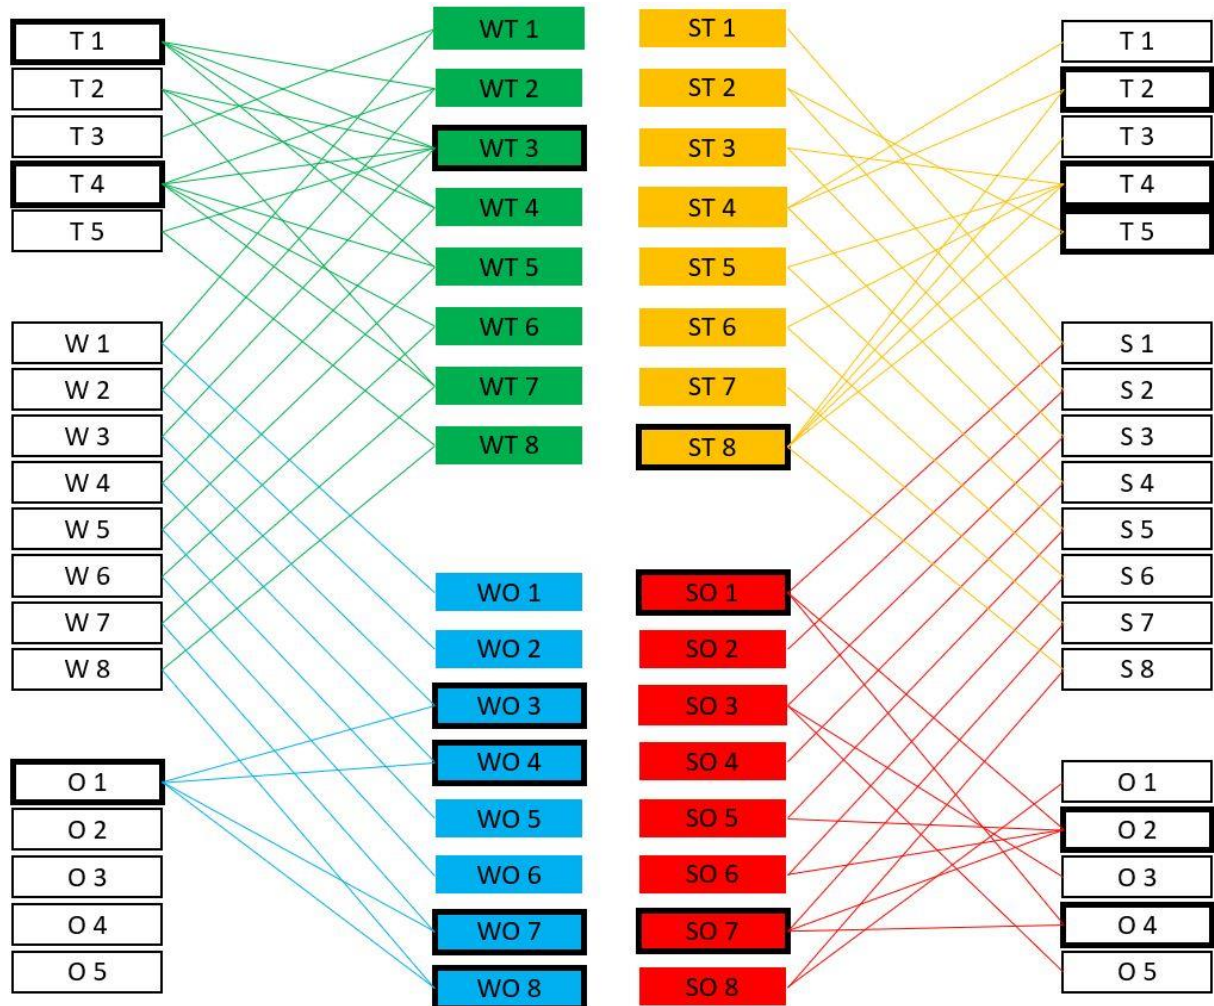 T 1
T 2
T 3
T 4
T 5
W 1
W 2
W 3
W 4
W 5
W 6
W 7
W 8
O 1
O 2
O 3
O 4
O 5
WT 1
WT 2
WT 3
WT 4
WT 5
WT 6
WT 7
WT 8
WO 1
WO 2
WO 3
WO 4
WO 5
WO 6
WO 7
WO 8
ST 1
ST 2
ST 3
ST 4
ST 5
ST 6
ST 7
ST 8
SO 1
SO 2
SO 3
SO 4
SO 5
SO 6
SO 7
SO 8
T 1
T 2
T 3
T 4
T 5
S 1
S 2
S 3
S 4
S 5
S 6
S 7
S 8
O 1
O 2
O 3
O 4
O 5